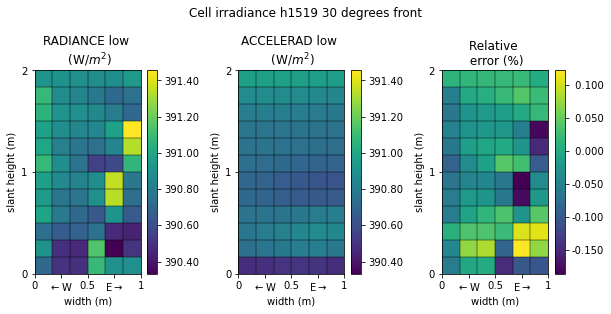 Cell irradiance h1519 30 degrees front
RADIANCE low
(W/m²)
ACCELERAD low
(W/m²)
Relative
error (%)
slant height (m)
2
1
0
0
0.5
1
←W
E→
width (m)
391.40
391.20
391.00
390.80
390.60
390.40
slant height (m)
2
1
0
0
0.5
1
←W
E→
width (m)
391.40
391.20
391.00
390.80
390.60
390.40
slant height (m)
2
1
0
0
0.5
1
←W
E→
width (m)
0.100
0.050
0.000
-0.050
-0.100
-0.150